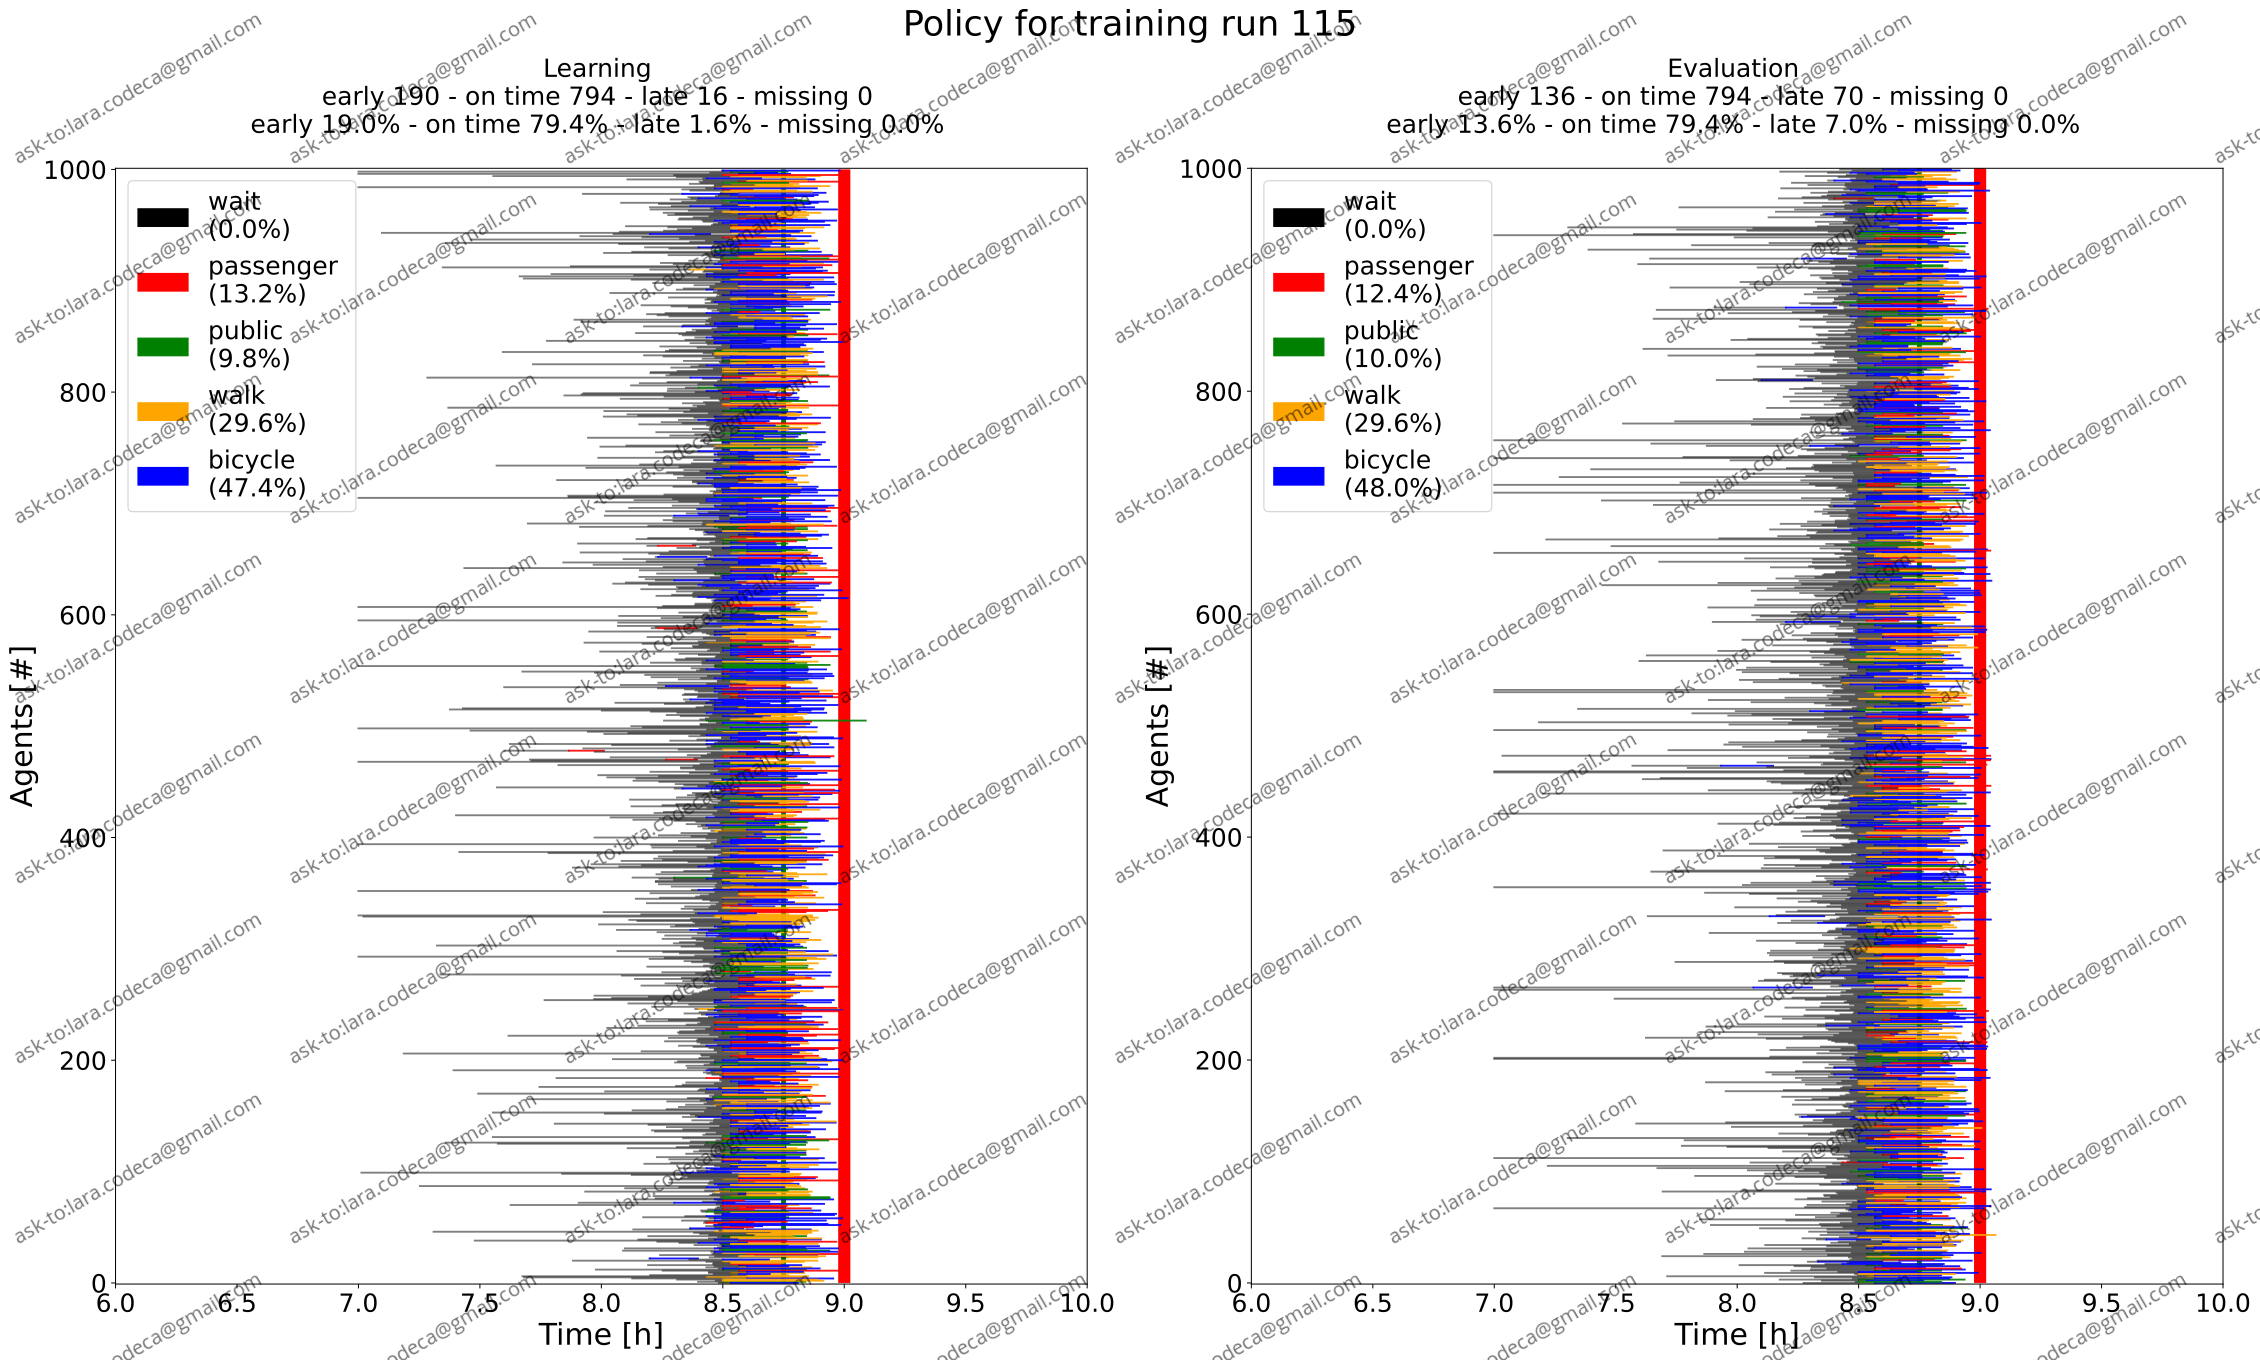 Policy for training run 115
Learning
early 190 - on time 794 - late 16 - missing 0
early 19.0% - on time 79.4% - late 1.6% - missing 0.0%
1000
800
600
400
200
0
Agents [#]
wait
(0.0%)
passenger
(13.2%)
public
(9.8%)
walk
(29.6%)
bicycle
(47.4%)
6.0 6.5 7.0 7.5 8.0 8.5 9.0 9.5 10.0
Time [h]
Evaluation
early 136 - on time 794 - late 70 - missing 0
early 13.6% - on time 79.4% - late 7.0% - missing 0.0%
1000
800
600
400
200
0
Agents [#]
wait
(0.0%)
passenger
(12.4%)
public
(10.0%)
walk
(29.6%)
bicycle
(48.0%)
6.0 6.5 7.0 7.5 8.0 8.5 9.0 9.5 10.0
Time [h]
ask-to:lara.codeca@gmail.com